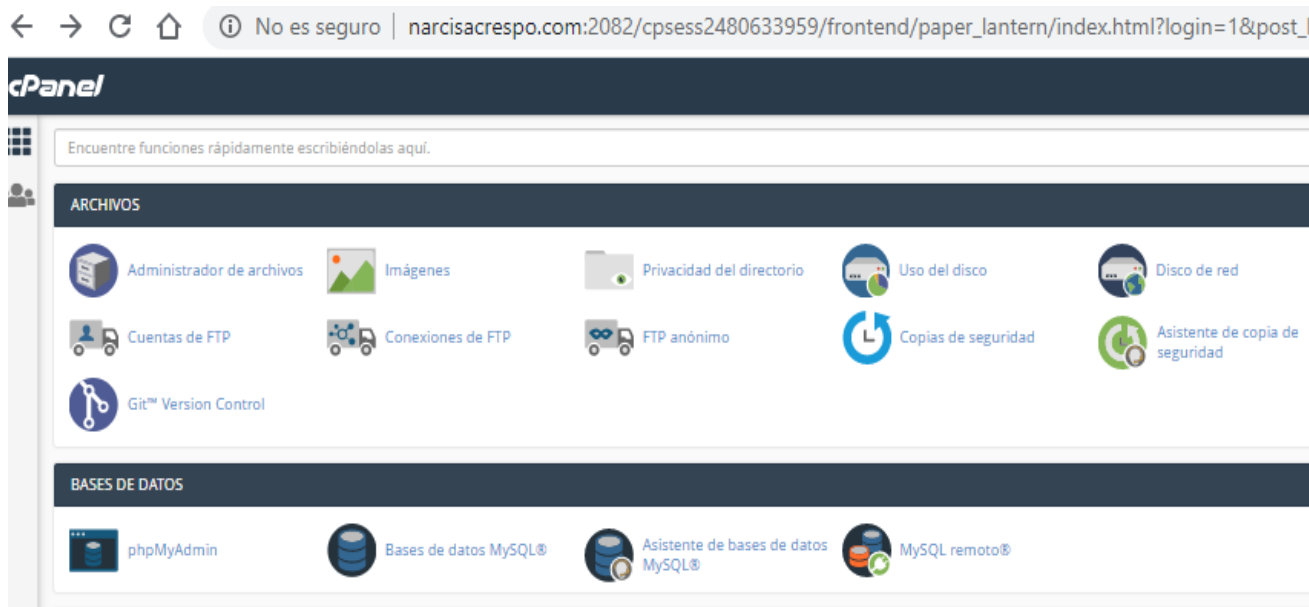 No es seguro | narcisacrespo.com:2082/cpsess2480633959/frontend/paper_lantern/index.html?login=1&post_
cPanel
Encuentre funciones rápidamente escribiéndolas aquí.
ARCHIVOS
Administrador de archivos
Imágenes
Privacidad del directorio
Uso del disco
Disco de red
Cuentas de FTP
Conexiones de FTP
FTP anónimo
Copias de seguridad
Asistente de copia de
seguridad
Git™ Version Control
BASES DE DATOS
phpMyAdmin
Bases de datos MySQL®
Asistente de bases de datos
MySQL®
MySQL remoto®